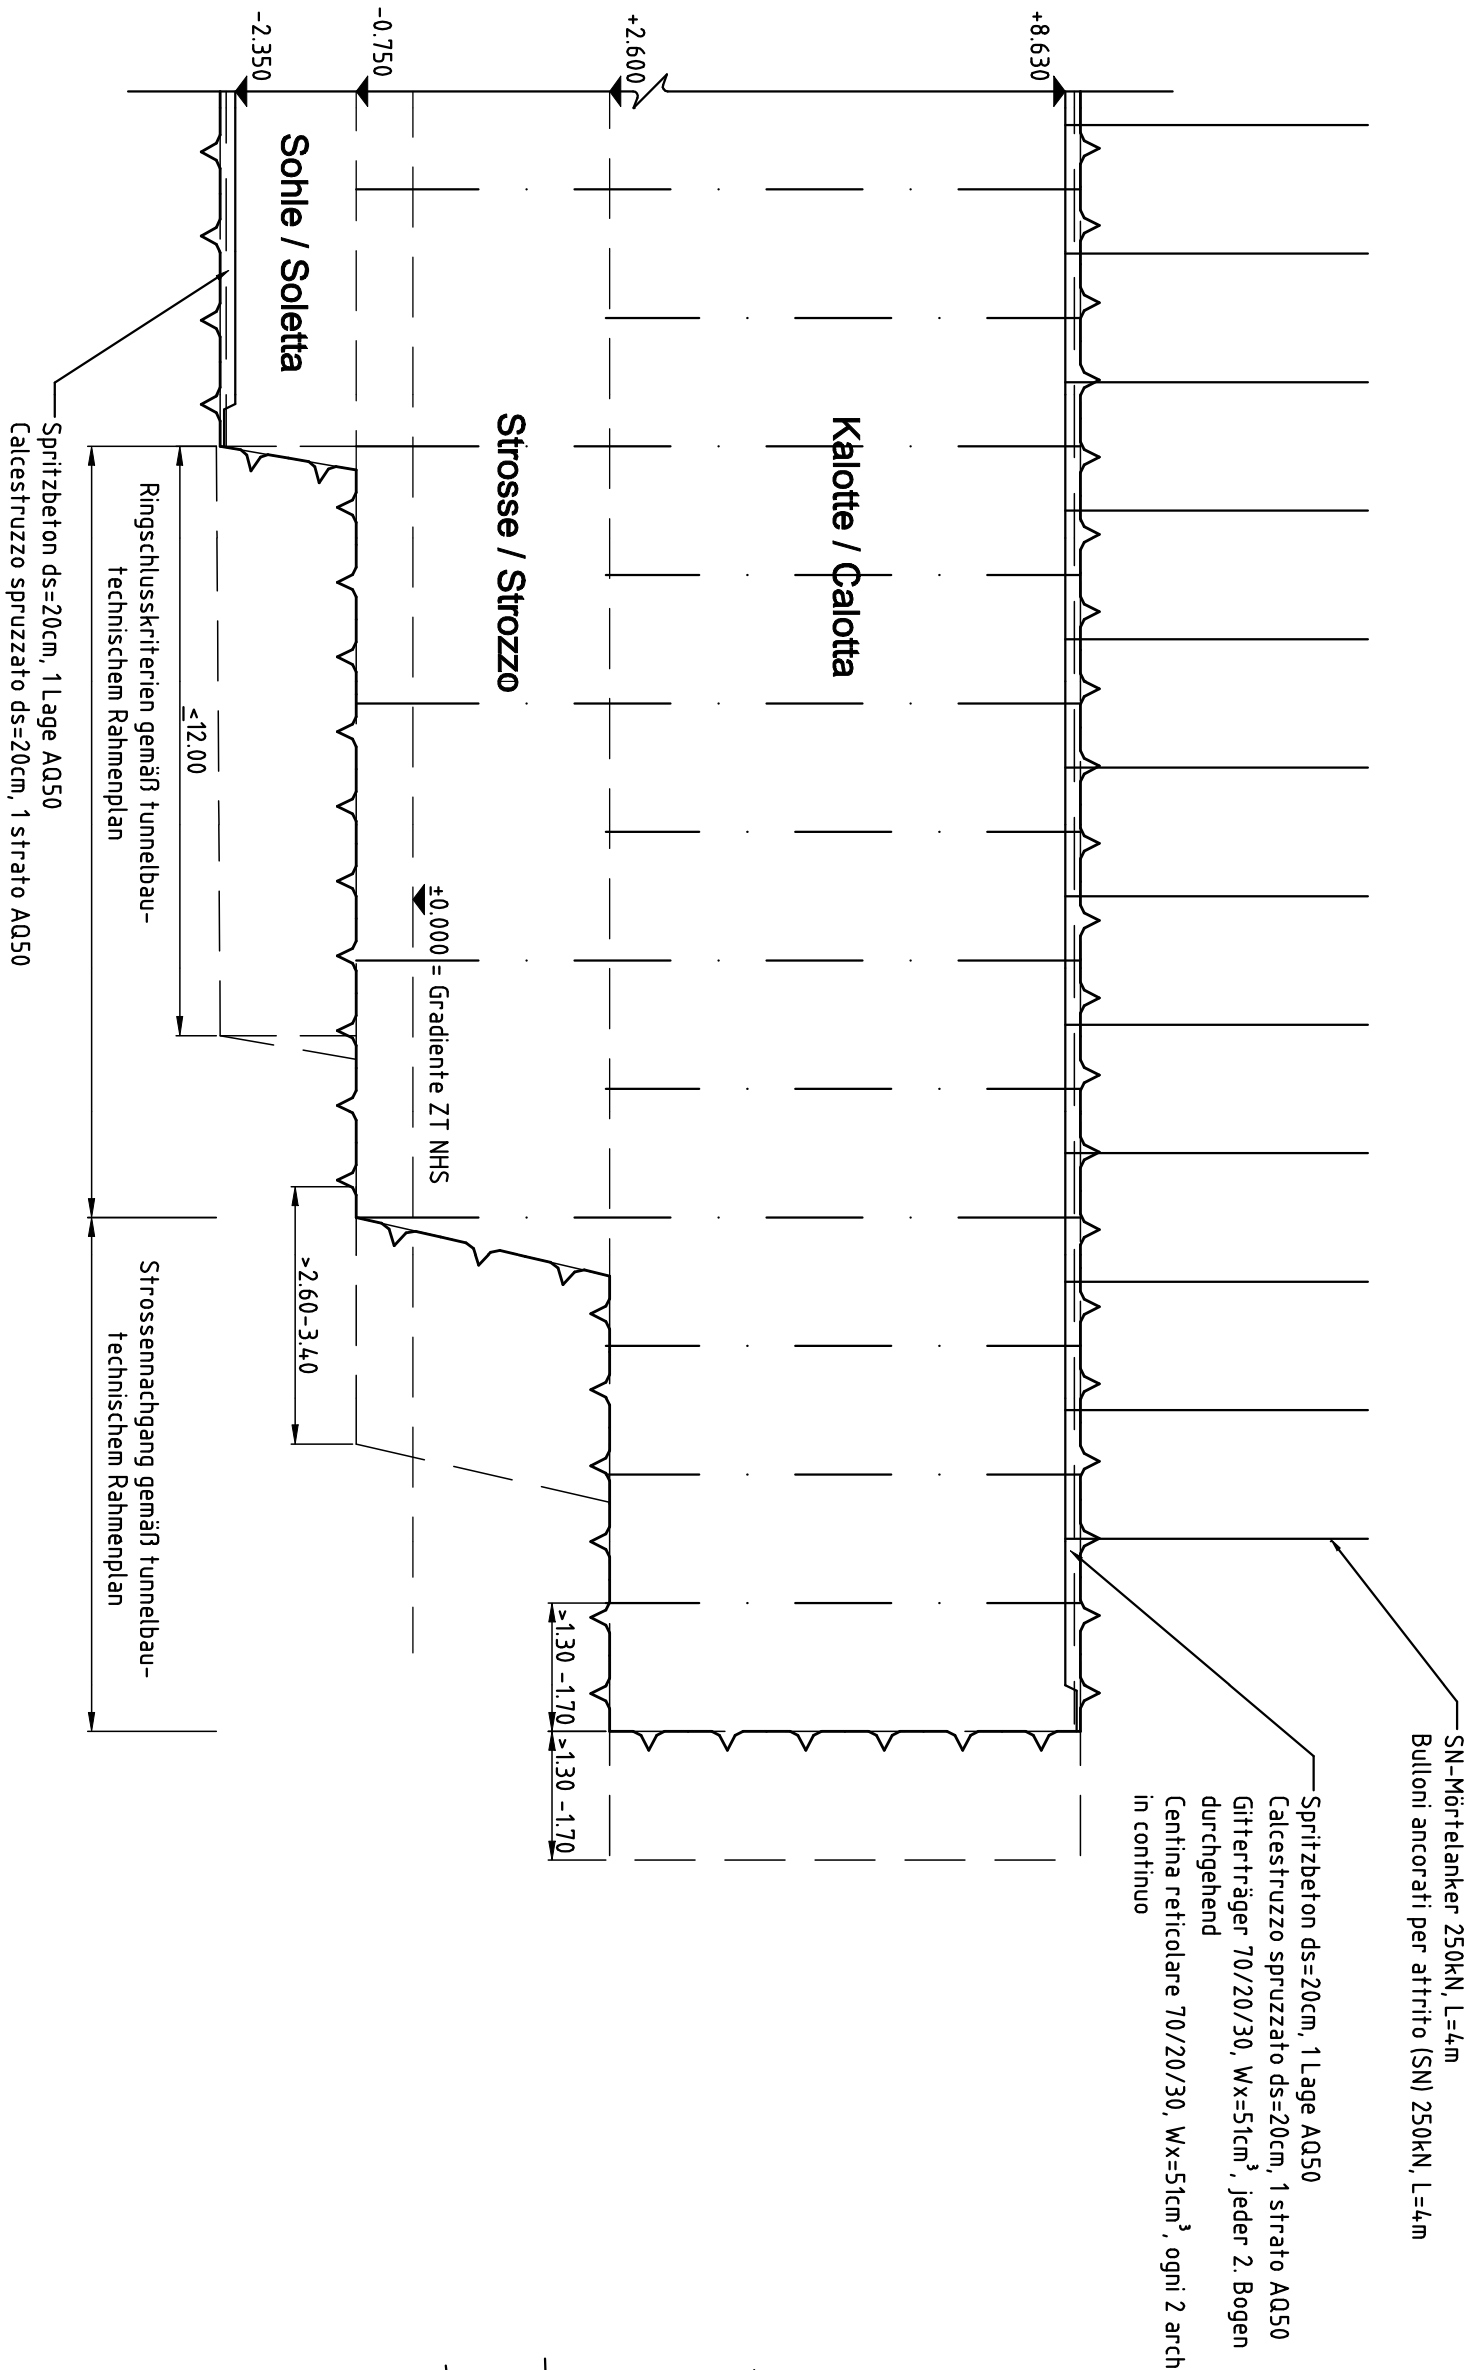 SN-Mörtelanker 250kN, L=4m
Bulloni ancorati per attrito (SN) 250kN, L=4m
Spritzbeton ds=20cm, 1 Lage AQ50
Calcestruzzo spruzzato ds=20cm, 1 strato AQ50
Gitterträger 70/20/30, Wx=51cm³, jeder 2. Bogen
durchgehend
Centina reticolare 70/20/30, Wx=51cm³, ogni 2 arch
in continuo
+8.630
Kalotte / Calotta
+2.600
>1.30 -1.70
>1.30 -1.70
Strosse / Strozzo
±0.000 = Gradiente ZT NHS
-0.750
>2.60-3.40
Sohle / Soletta
-2.350
≤12.00
Ringschlusskriterien gemäß tunnelbau-
technischem Rahmenplan
Strossennachgang gemäß tunnelbau-
technischem Rahmenplan
Spritzbeton ds=20cm, 1 Lage AQ50
Calcestruzzo spruzzato ds=20cm, 1 strato AQ50